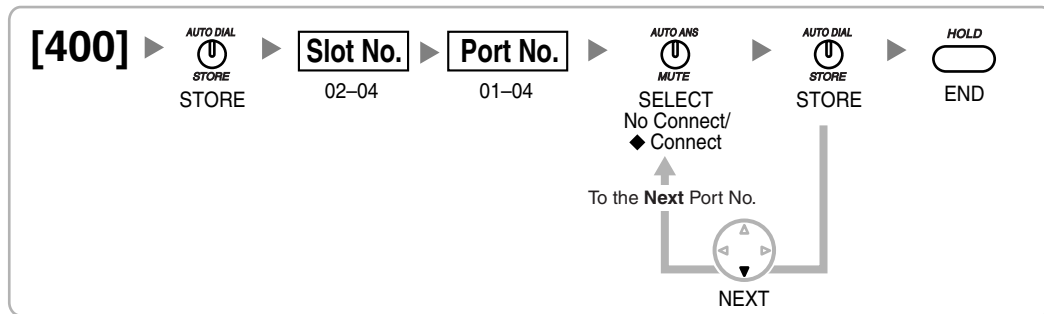 [400]
AUTO DIAL
STORE
STORE
Slot No.
02–04
Port No.
01–04
AUTO ANS
MUTE
SELECT
No Connect/
◆ Connect
AUTO DIAL
STORE
STORE
HOLD
END
To the Next Port No.
NEXT